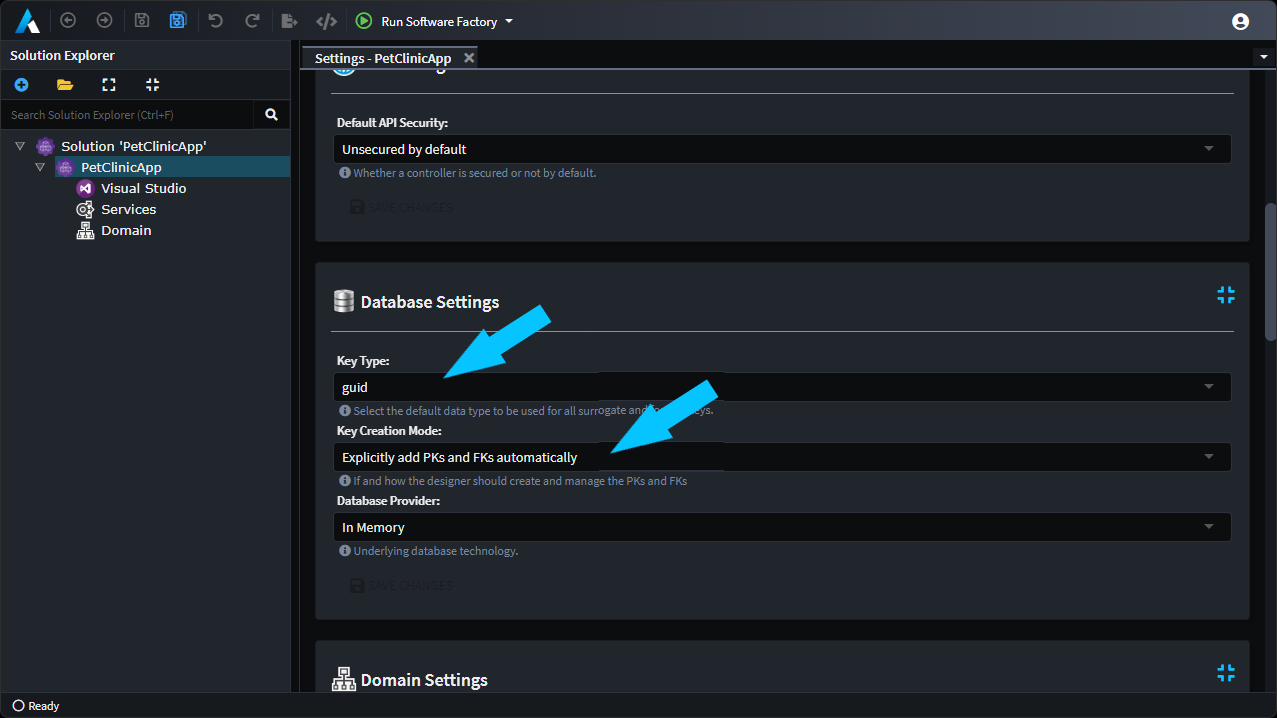 Run Software Factory
Solution Explorer
Settings - PetClinicApp
Search Solution Explorer (Ctrl+F)
Solution 'PetClinicApp'
PetClinicApp
Visual Studio
Services
Domain
Default API Security:
Unsecured by default
Whether a controller is secured or not by default.
SAVE CHANGES
Database Settings
Key Type:
guid
Select the default data type to be used for all surrogate and
Key Creation Mode:
Explicitly add PKs and FKs automatically
If and how the designer should create and manage the PKs and FKs
Database Provider:
In Memory
Underlying database technology.
SAVE CHANGES
Domain Settings
Ready